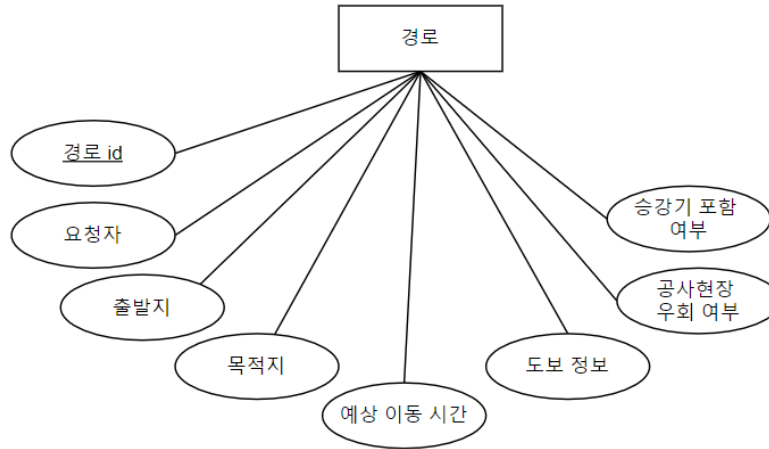 경로
경로 id
요청자
출발지
목적지
예상 이동 시간
도보 정보
공사현장
우회 여부
승강기 포함
여부